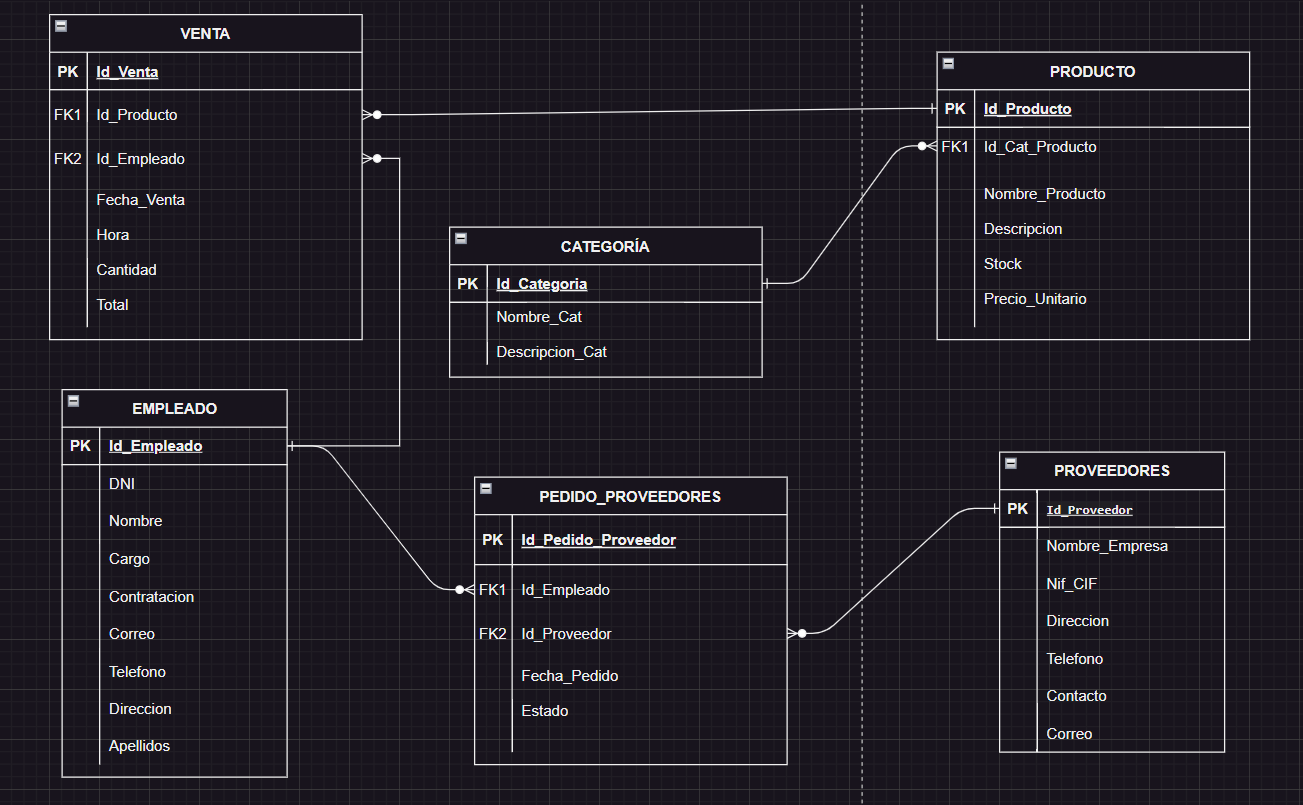 VENTA
PK Id_Venta
FK1 Id_Producto
FK2 Id_Empleado
Fecha_Venta
Hora
Cantidad
Total
PRODUCTO
PK Id_Producto
FK1 Id_Cat_Producto
Nombre_Producto
Descripcion
Stock
Precio_Unitario
CATEGORÍA
PK Id_Categoria
Nombre_Cat
Descripcion_Cat
EMPLEADO
PK Id_Empleado
DNI
Nombre
Cargo
Contratacion
Correo
Telefono
Direccion
Apellidos
PEDIDO_PROVEEDORES
PK Id_Pedido_Proveedor
FK1 Id_Empleado
FK2 Id_Proveedor
Fecha_Pedido
Estado
PROVEEDORES
PK Id_Proveedor
Nombre_Empresa
Nif_CIF
Direccion
Telefono
Contacto
Correo